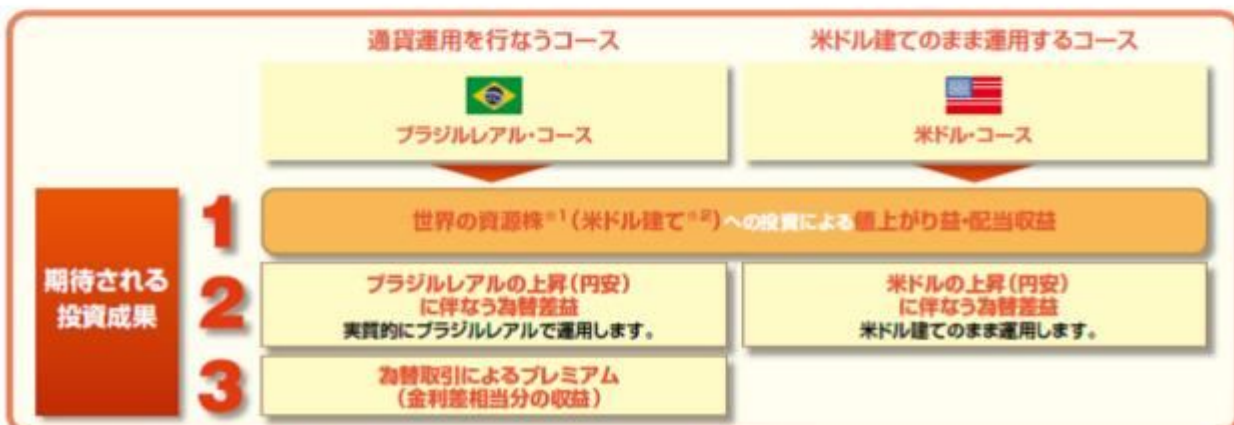 通貨運用を行なうコース
米ドル建てのまま運用するコース
ブラジルレアル・コース
米ドル・コース
期待される
投資成果
1
世界の資源株※1(米ドル建て※2)への投資による値上がり益・配当収益
2
ブラジルレアルの上昇(円安)
に伴なう為替差益
実質的にブラジルレアルで運用します。
米ドルの上昇(円安)
に伴なう為替差益
米ドル建てのまま運用します。
3
為替取引によるプレミアム
(金利差相当分の収益)